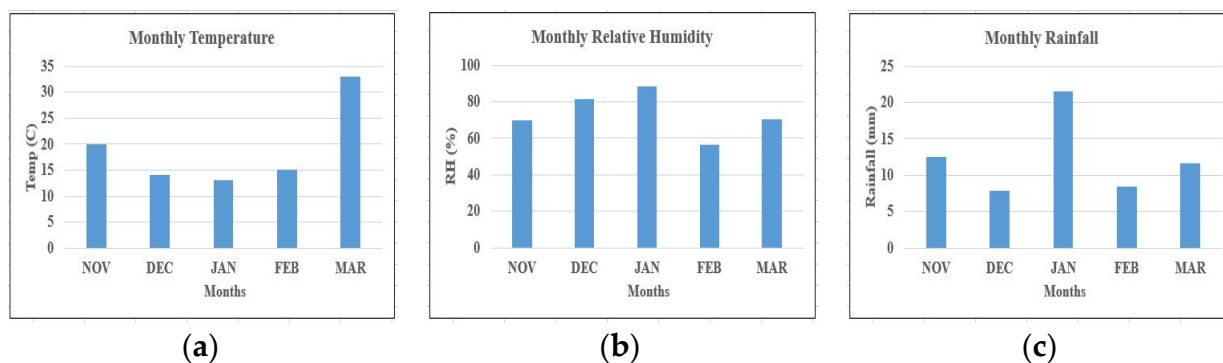 Monthly Temperature
35
30
25
20
15
10
5
0
Temp (C)
NOV DEC JAN FEB MAR
Months
(a)
Monthly Relative Humidity
100
80
60
40
20
0
RH (%)
NOV DEC JAN FEB MAR
Months
(b)
Monthly Rainfall
25
20
15
10
5
0
Rainfall (mm)
NOV DEC JAN FEB MAR
Months
(c)